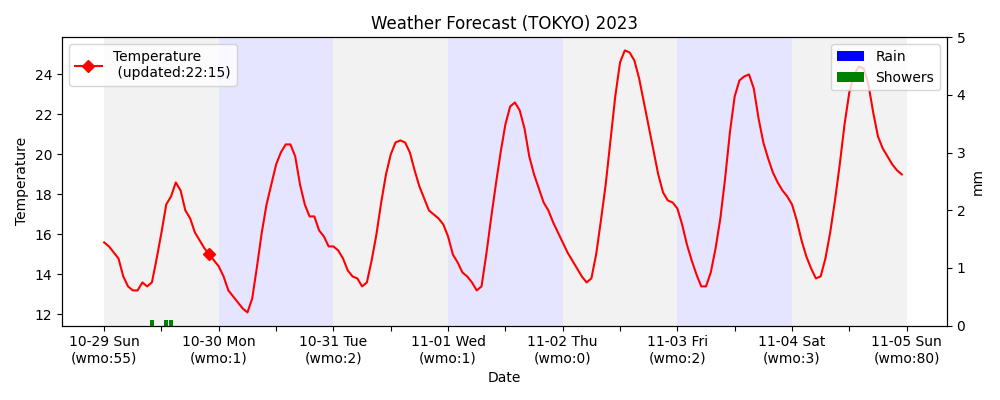 Weather Forecast (TOKYO) 2023
Temperature
(updated:22:15)
Rain
Showers
Temperature
24
22
20
18
16
14
12
5
4
3
2
1
0
mm
10-29 Sun
(wmo:55)
10-30 Mon
(wmo:1)
10-31 Tue
(wmo:2)
11-01 Wed
(wmo:1)
11-02 Thu
(wmo:0)
11-03 Fri
(wmo:2)
11-04 Sat
(wmo:3)
11-05 Sun
(wmo:80)
Date